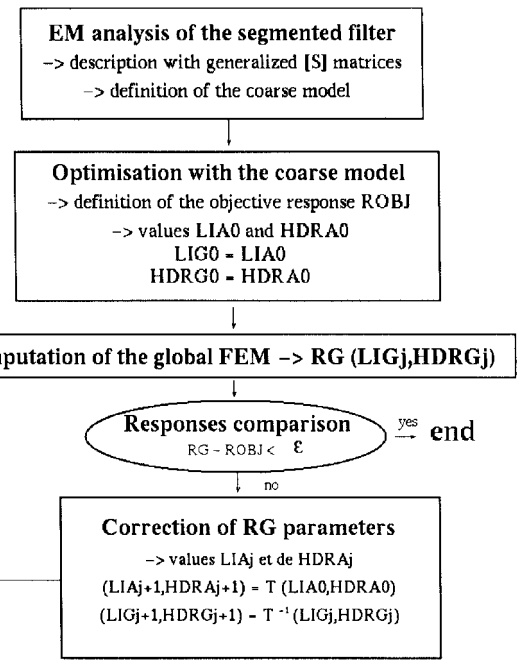 EM analysis of the segmented filter
-> description with generalized [S] matrices
-> definition of the coarse model
Optimisation with the coarse model
-> definition of the objective response ROBJ
-> values LIA0 and HDRA0
LIG0 = LIA0
HDRG0 = HDRA0
putation of the global FEM -> RG (LIGj,HDRGj)
Responses comparison
RG - ROBJ < ε
yes
end
no
Correction of RG parameters
-> values LIAj et de HDRAj
(LIAj+1,HDRAj+1) = T (LIA0,HDRA0)
(LIGj+1,HDRGj+1) = T⁻¹ (LIGj,HDRGj)